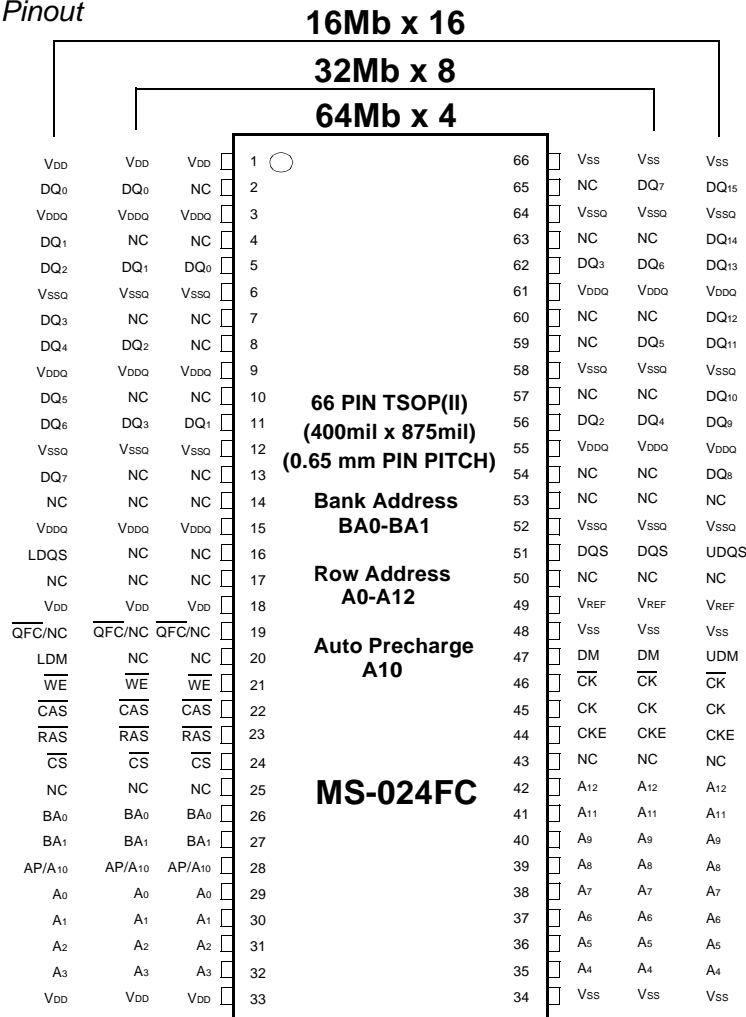 Pinout
16Mb x 16
32Mb x 8
64Mb x 4
VDD VDD VDD 1 66 VSS VSS VSS
DQ0 DQ0 NC 2 65 NC DQ7 DQ15
VDDQ VDDQ VDDQ 3 64 VSSQ VSSQ VSSQ
DQ1 NC NC 4 63 NC NC DQ14
DQ2 DQ1 DQ0 5 62 DQ3 DQ6 DQ13
VSSQ VSSQ VSSQ 6 61 VDDQ VDDQ VDDQ
DQ3 NC NC 7 60 NC NC DQ12
DQ4 DQ2 NC 8 59 NC DQ5 DQ11
VDDQ VDDQ VDDQ 9 58 VSSQ VSSQ VSSQ
DQ5 NC NC 10 57 NC NC DQ10
DQ6 DQ3 DQ1 11 56 DQ2 DQ4 DQ9
VSSQ VSSQ VSSQ 12 55 VDDQ VDDQ VDDQ
DQ7 NC NC 13 54 NC NC DQ8
NC NC NC 14 53 NC NC NC
VDDQ VDDQ VDDQ 15 52 VSSQ VSSQ VSSQ
LDQS NC NC 16 51 DQS DQS UDQS
NC NC NC 17 50 NC NC NC
VDD VDD VDD 18 49 VREF VREF VREF
QFC/NC QFC/NC QFC/NC 19 48 VSS VSS VSS
LDM NC NC 20 47 DM DM UDM
WE WE WE 21 46 CK CK CK
CAS CAS CAS 22 45 CK CK CK
RAS RAS RAS 23 44 CKE CKE CKE
CS CS CS 24 43 NC NC NC
NC NC NC 25 42 A12 A12 A12
BA0 BA0 BA0 26 41 A11 A11 A11
BA1 BA1 BA1 27 40 A9 A9 A9
AP/A10 AP/A10 AP/A10 28 39 A8 A8 A8
A0 A0 A0 29 38 A7 A7 A7
A1 A1 A1 30 37 A6 A6 A6
A2 A2 A2 31 36 A5 A5 A5
A3 A3 A3 32 35 A4 A4 A4
VDD VDD VDD 33 34 VSS VSS VSS
66 PIN TSOP(II)
(400mil x 875mil)
(0.65 mm PIN PITCH)
Bank Address
BA0-BA1
Row Address
A0-A12
Auto Precharge
A10
MS-024FC